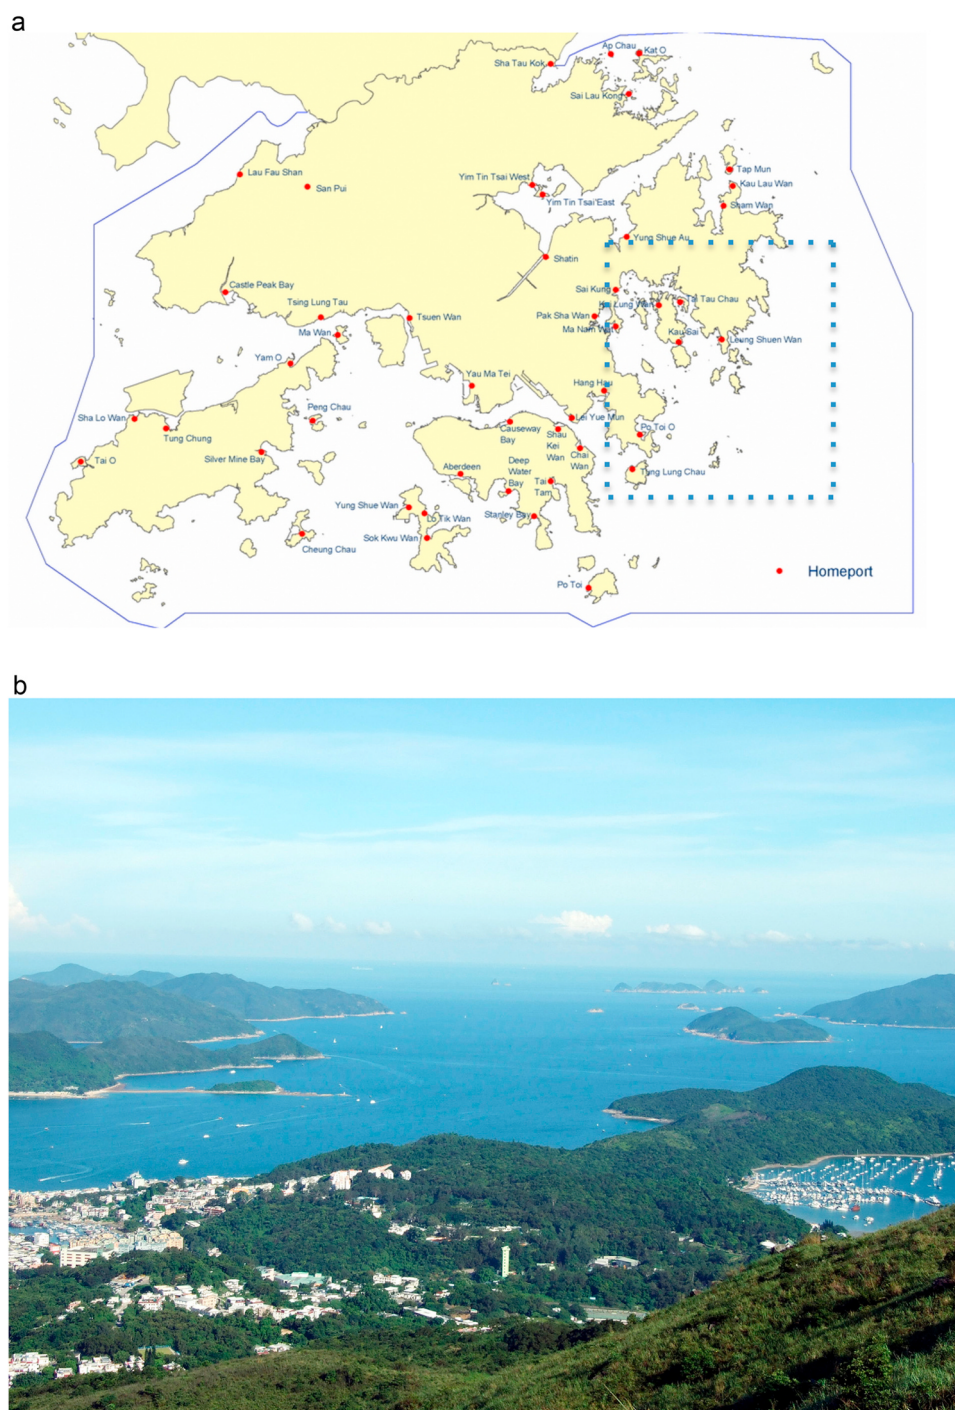 a
Ap Chau
Kat O
Sha Tau Kok
Sai Lau Kong
Lau Fau Shan
San Pui
Yim Tin Tsai West
Yim Tin Tsai'East
Tap Mun
Kau Lau Wan
Sham Wan
Yung Shue Au
Shatin
Castle Peak Bay
Sai Kung
Tsing Lung Tau
Tai Tau Chau
Lung Wan
Tsuen Wan
Pak Sha Wan
Ma Wan
Ma Nam Wat
Kau Sai
Leung Shuen Wan
Yam O
Yau Ma Tei
Hang Hau
Sha Lo Wan
Peng Chau
Lei Yue Mun
Tung Chung
Causeway
Bay
Shau
Kei
Wan
Po Toi O
Tai O
Silver Mine Bay
Chai
Wan
Aberdeen
Deep
Water
Bay
Tai
Tam
Tung Lung Chau
Yung Shue Wan
Lo Tik Wan
Stanley Bay
Sok Kwu Wan
Cheung Chau
Po Toi
Homeport
b